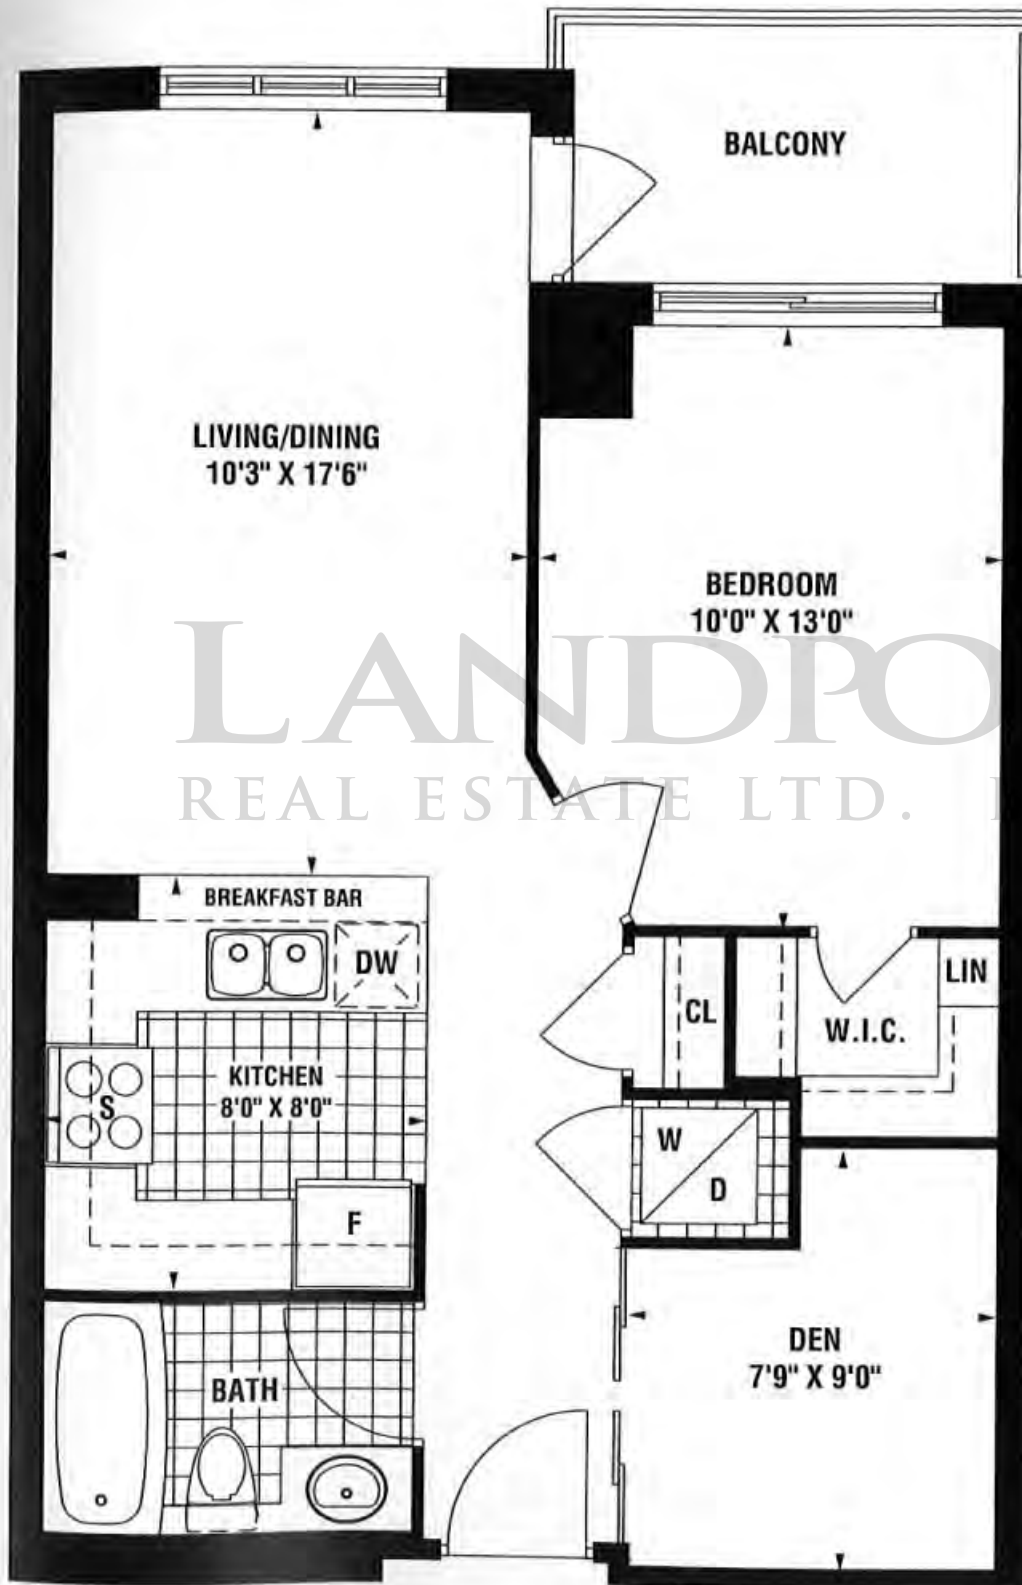 BALCONY
LIVING/DINING
10'3" X 17'6"
BEDROOM
10'0" X 13'0"
LANDPO
REAL ESTATE LTD.
BREAKFAST BAR
DW
CL
LIN
W.I.C.
KITCHEN
8'0" X 8'0"
S
W
D
F
DEN
7'9" X 9'0"
BATH